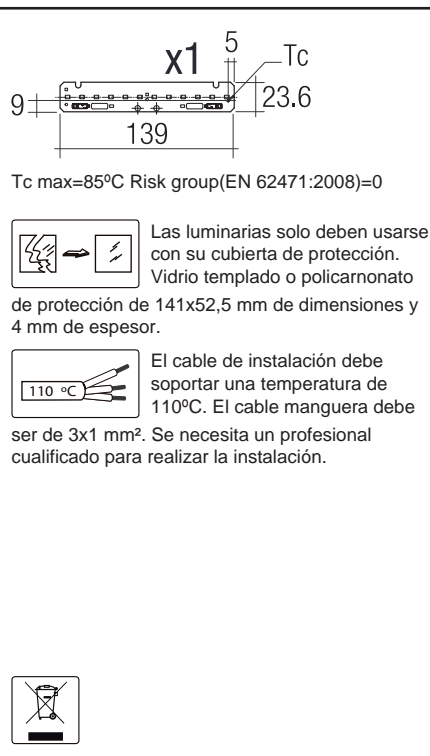 x1
5
Tc
9
23.6
139
Tc max=85ºC Risk group(EN 62471:2008)=0
Las luminarias solo deben usarse
con su cubierta de protección.
Vidrio templado o policarnonato
de protección de 141x52,5 mm de dimensiones y
4 mm de espesor.
110 ºC
El cable de instalación debe
soportar una temperatura de
110ºC. El cable manguera debe
ser de 3x1 mm². Se necesita un profesional
cualificado para realizar la instalación.